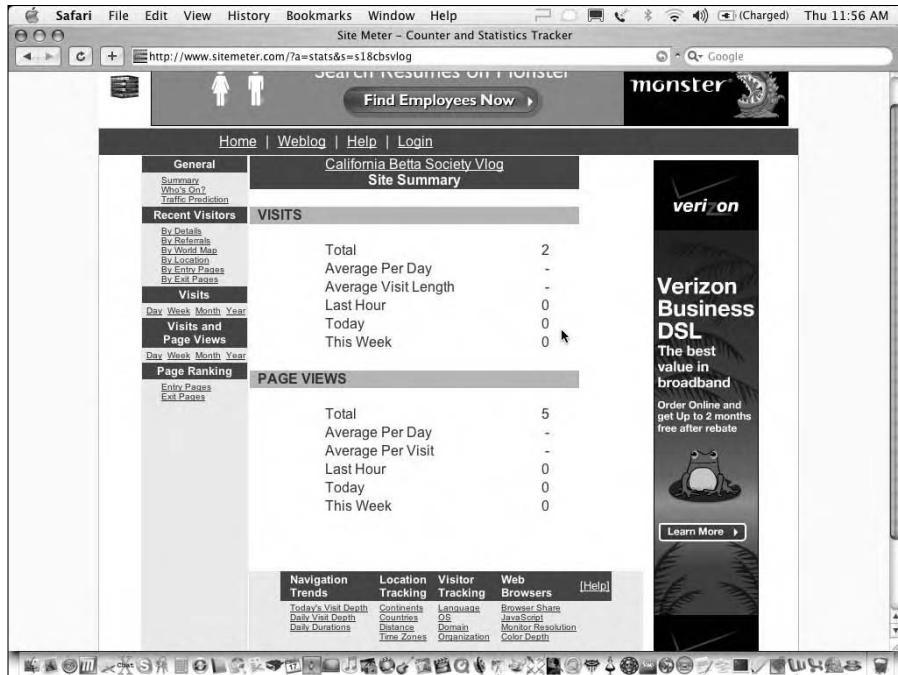 Safari File Edit View History Bookmarks Window Help (Charged) Thu 11:56 AM
Site Meter – Counter and Statistics Tracker
http://www.sitemeter.com/?a=stats&s=s18cbsvlog
Google
Search Resumes on Monster
Find Employees Now
monster
Home | Weblog | Help | Login
General
Summary
Who's On?
Traffic Prediction
Recent Visitors
By Details
By Referrals
By World Map
By Location
By Entry Pages
By Exit Pages
Visits
Day Week Month Year
Visits and
Page Views
Day Week Month Year
Page Ranking
Entry Pages
Exit Pages
California Betta Society Vlog
Site Summary
VISITS
Total 2
Average Per Day -
Average Visit Length -
Last Hour 0
Today 0
This Week 0
PAGE VIEWS
Total 5
Average Per Day -
Average Per Visit -
Last Hour 0
Today 0
This Week 0
Navigation Trends
Today's Visit Depth
Daily Visit Depth
Daily Durations
Location Tracking
Continents
Countries
Distance
Time Zones
Visitor Tracking
Language
OS
Domain
Organization
Web Browsers
Browser Share
JavaScript
Monitor Resolution
Color Depth
[Help]
verizon
Verizon
Business
DSL
The best
value in
broadband
Order Online and
get Up to 2 months
free after rebate
Learn More